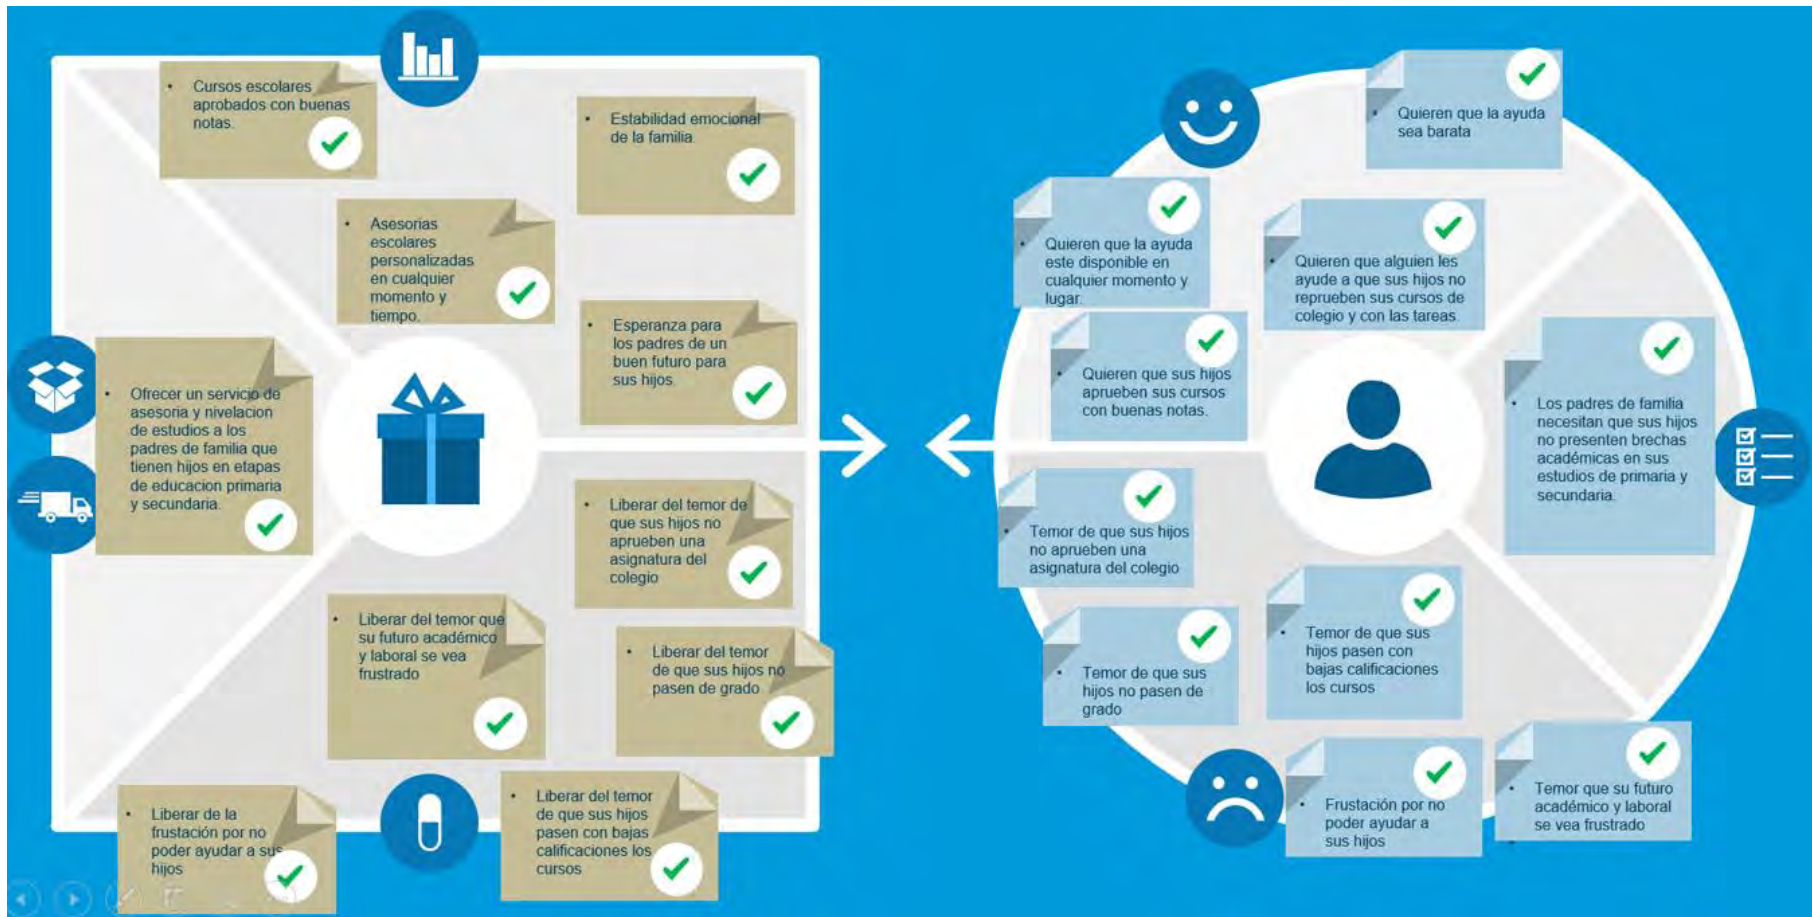 • Cursos escolares
aprobados con buenas
notas.
• Estabilidad emocional
de la familia.
• Asesorias
escolares
personalizadas
en cualquier
momento y
tiempo.
• Esperanza para
los padres de un
buen futuro para
sus hijos.
• Ofrecer un servicio de
asesoria y nivelacion
de estudios a los
padres de familia que
tienen hijos en etapas
de educacion primaria
y secundaria.
• Liberar del temor de
que sus hijos no
aprueben una
asignatura del
colegio
• Liberar del temor que
su futuro académico
y laboral se vea
frustrado
• Liberar del temor
de que sus hijos no
pasen de grado
• Liberar de la
frustación por no
poder ayudar a sus
hijos
• Liberar del temor
de que sus hijos
pasen con bajas
calificaciones los
cursos
• Quieren que la ayuda
sea barata
• Quieren que la ayuda
este disponible en
cualquier momento y
lugar.
• Quieren que alguien les
ayude a que sus hijos no
reprueben sus cursos de
colegio y con las tareas.
• Quieren que sus hijos
aprueben sus cursos
con buenas notas.
• Los padres de familia
necesitan que sus hijos
no presenten brechas
académicas en sus
estudios de primaria y
secundaria.
• Temor de que sus hijos
no aprueben una
asignatura del colegio
• Temor de que sus
hijos pasen con
bajas calificaciones
los cursos
• Temor de que sus
hijos no pasen de
grado
• Frustación por no
poder ayudar a
sus hijos
• Temor que su futuro
académico y laboral
se vea frustrado